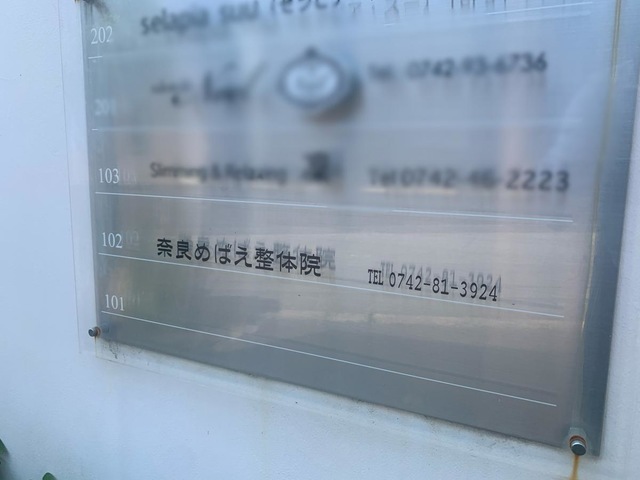 202 selapia suu
Tel 0742-93-6736
201
103 Slimming & Relaxing Tel 0742-46-2223
102 奈良めばえ整体院 TEL 0742-81-3924
101